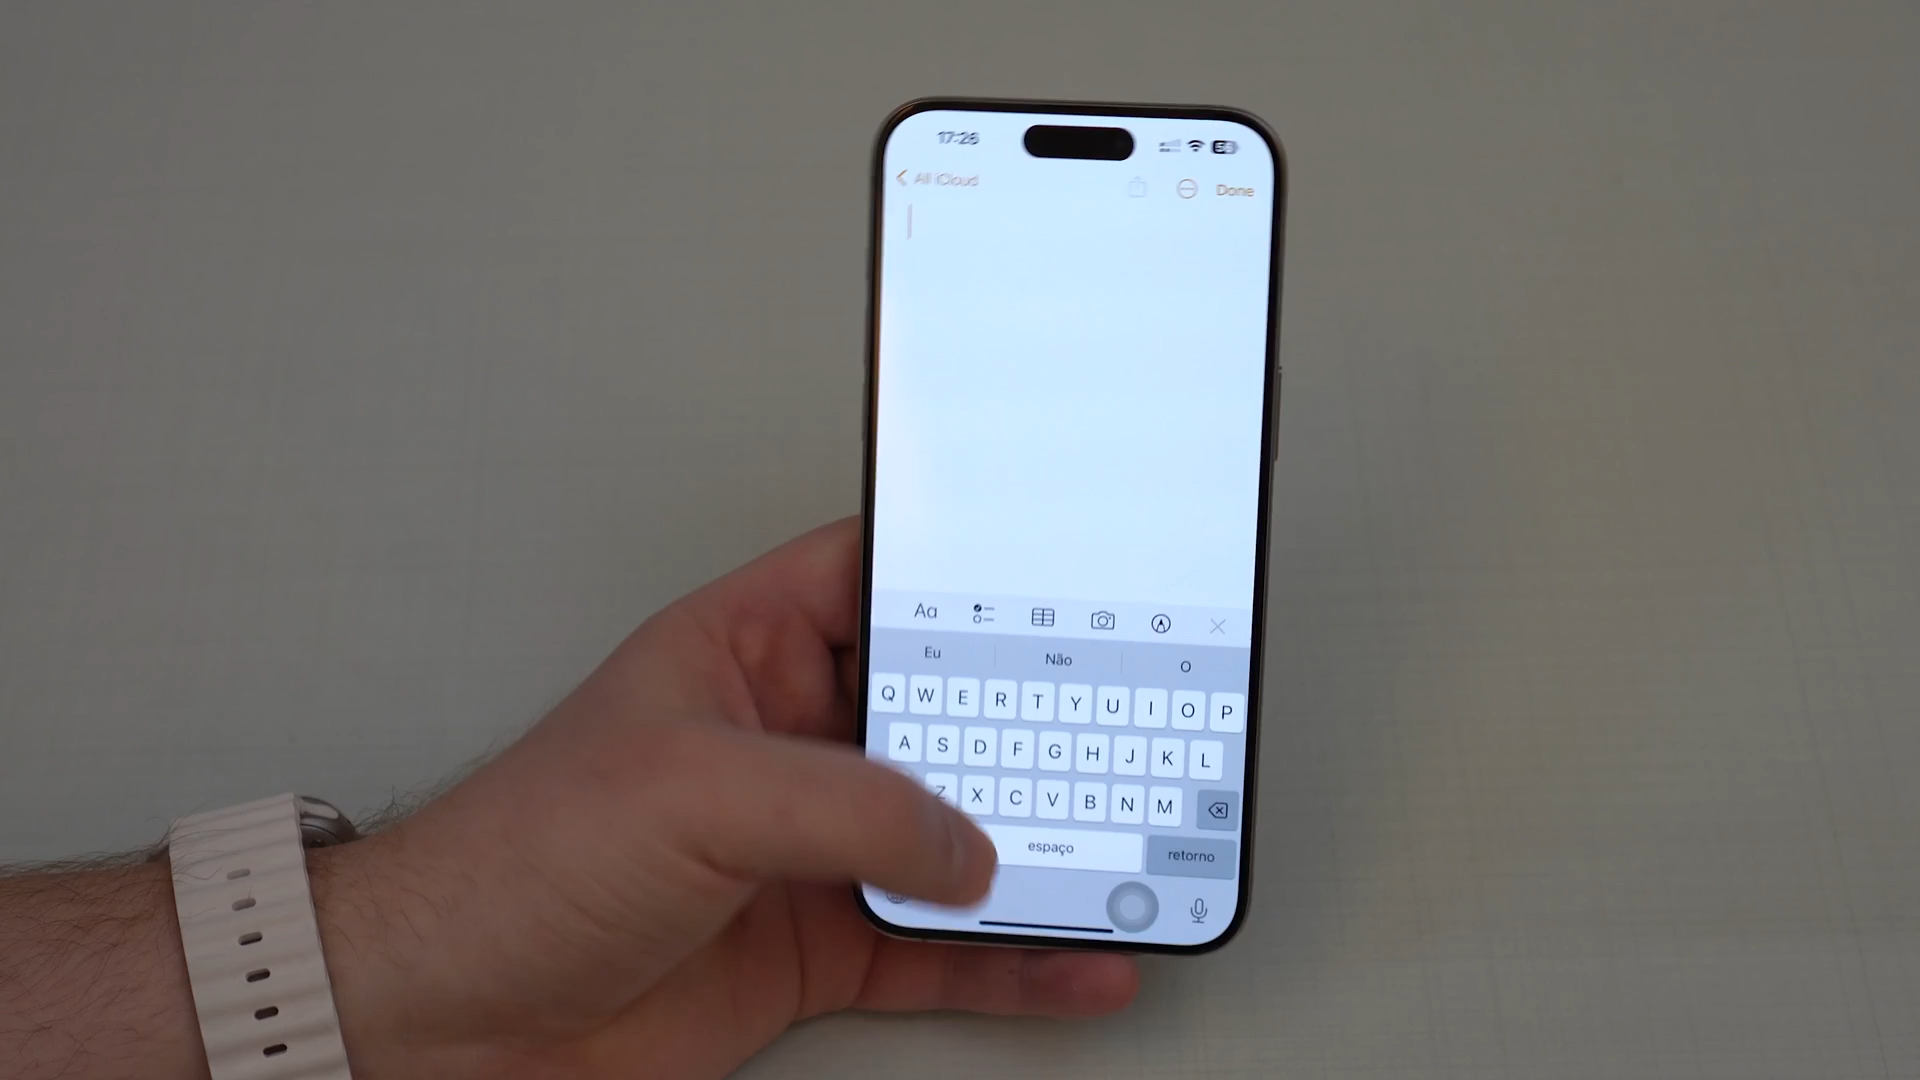 17:26
All iCloud
Done
Aa
Eu Não O
Q W E R T Y U I O P
A S D F G H J K L
Z X C V B N M
espaço retorno